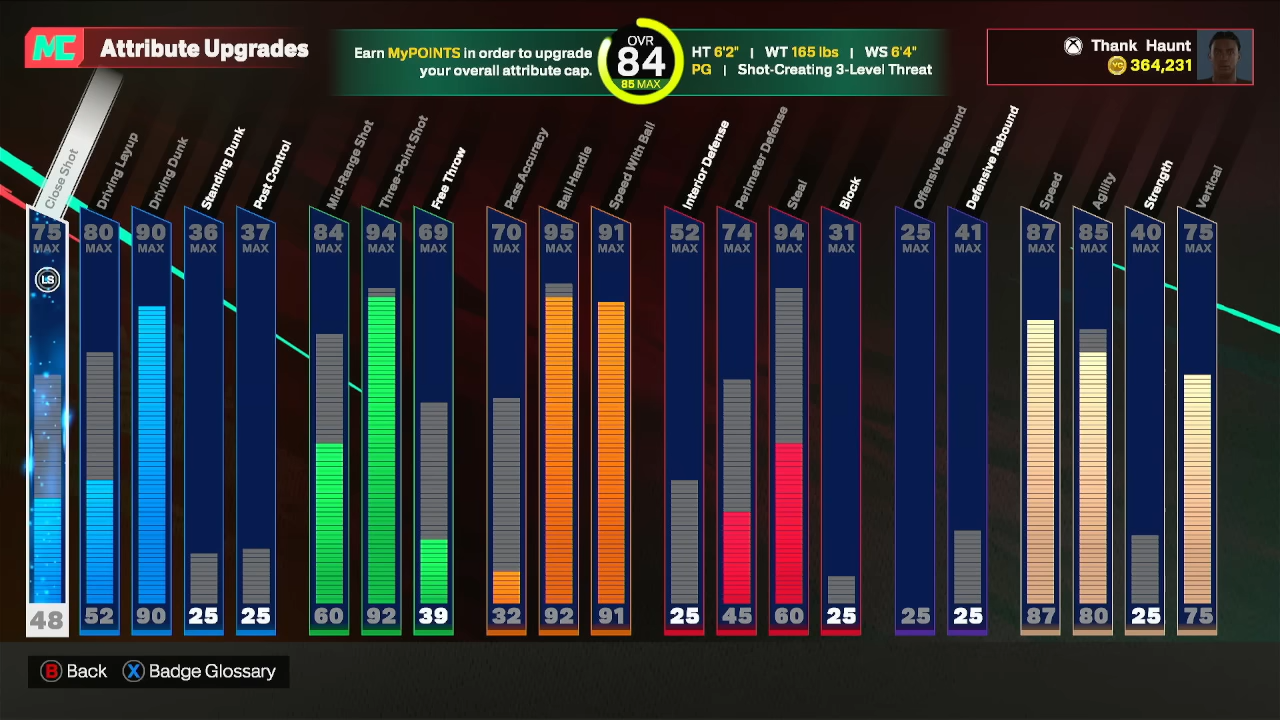 MC Attribute Upgrades
Earn MyPOINTS in order to upgrade
your overall attribute cap.
OVR
84
85 MAX
HT 6'2" | WT 165 lbs | WS 6'4"
PG | Shot-Creating 3-Level Threat
Thank Haunt
VC 364,231
Close Shot
Driving Layup
Driving Dunk
Standing Dunk
Post Control
Mid-Range Shot
Three-Point Shot
Free Throw
Pass Accuracy
Ball Handle
Speed With Ball
Interior Defense
Perimeter Defense
Steal
Block
Offensive Rebound
Defensive Rebound
Speed
Agility
Strength
Vertical
75 80 90 36 37 84 94 69 70 95 91 52 74 94 31 25 41 87 85 40 75
MAX MAX MAX MAX MAX MAX MAX MAX MAX MAX MAX MAX MAX MAX MAX MAX MAX MAX MAX MAX MAX
LS
48 52 90 25 25 60 92 39 32 92 91 25 45 60 25 25 25 87 80 25 75
B Back X Badge Glossary